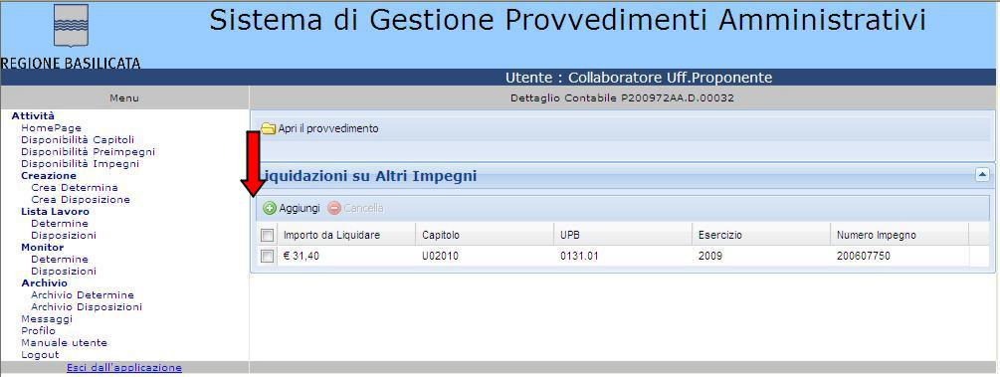 Sistema di Gestione Provvedimenti Amministrativi
REGIONE BASILICATA
Utente : Collaboratore Uff.Proponente
Menu
Dettaglio Contabile P200972AA.D.00032
Attività
HomePage
Disponibilità Capitoli
Disponibilità Preimpegni
Disponibilità Impegni
Creazione
Crea Determina
Crea Disposizione
Lista Lavoro
Determine
Disposizioni
Monitor
Determine
Disposizioni
Archivio
Archivio Determine
Archivio Disposizioni
Messaggi
Profilo
Manuale utente
Logout
Esci dall'applicazione
Apri il provvedimento
Liquidazioni su Altri Impegni
Aggiungi Cancella
Importo da Liquidare Capitolo UPB Esercizio Numero Impegno
€ 31,40 U02010 0131.01 2009 200607750